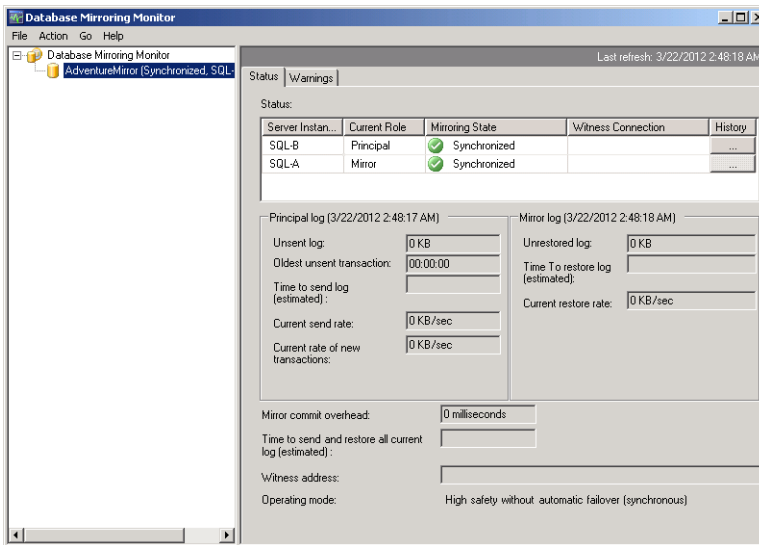 Database Mirroring Monitor
File Action Go Help
Database Mirroring Monitor
AdventureMirror (Synchronized, SQL-
Last refresh: 3/22/2012 2:48:18 AM
Status Warnings
Status:
Server Instan... Current Role Mirroring State Witness Connection History
SQL-B Principal Synchronized ...
SQL-A Mirror Synchronized ...
Principal log (3/22/2012 2:48:17 AM)
Unsent log: 0 KB
Oldest unsent transaction: 00:00:00
Time to send log
(estimated) :
Current send rate: 0 KB/sec
Current rate of new
transactions: 0 KB/sec
Mirror log (3/22/2012 2:48:18 AM)
Unrestored log: 0 KB
Time To restore log
(estimated):
Current restore rate: 0 KB/sec
Mirror commit overhead: 0 milliseconds
Time to send and restore all current
log (estimated) :
Witness address:
Operating mode: High safety without automatic failover (synchronous)